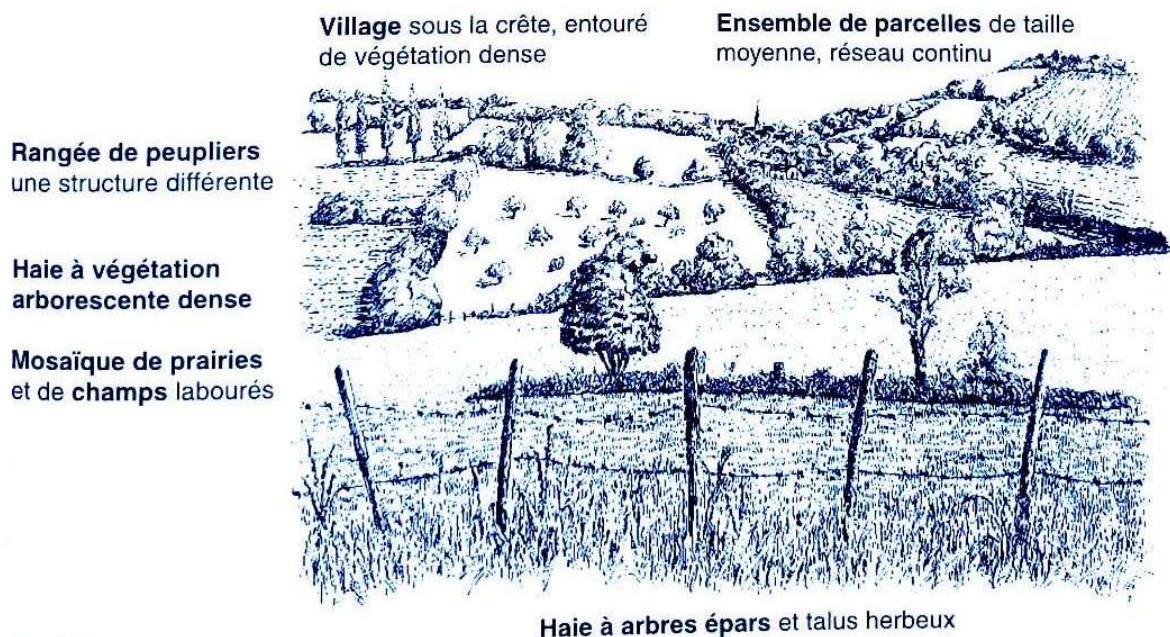 Village sous la crête, entouré
de végétation dense
Ensemble de parcelles de taille
moyenne, réseau continu
Rangée de peupliers
une structure différente
Haie à végétation
arborescente dense
Mosaïque de prairies
et de champs labourés
Haie à arbres épars et talus herbeux